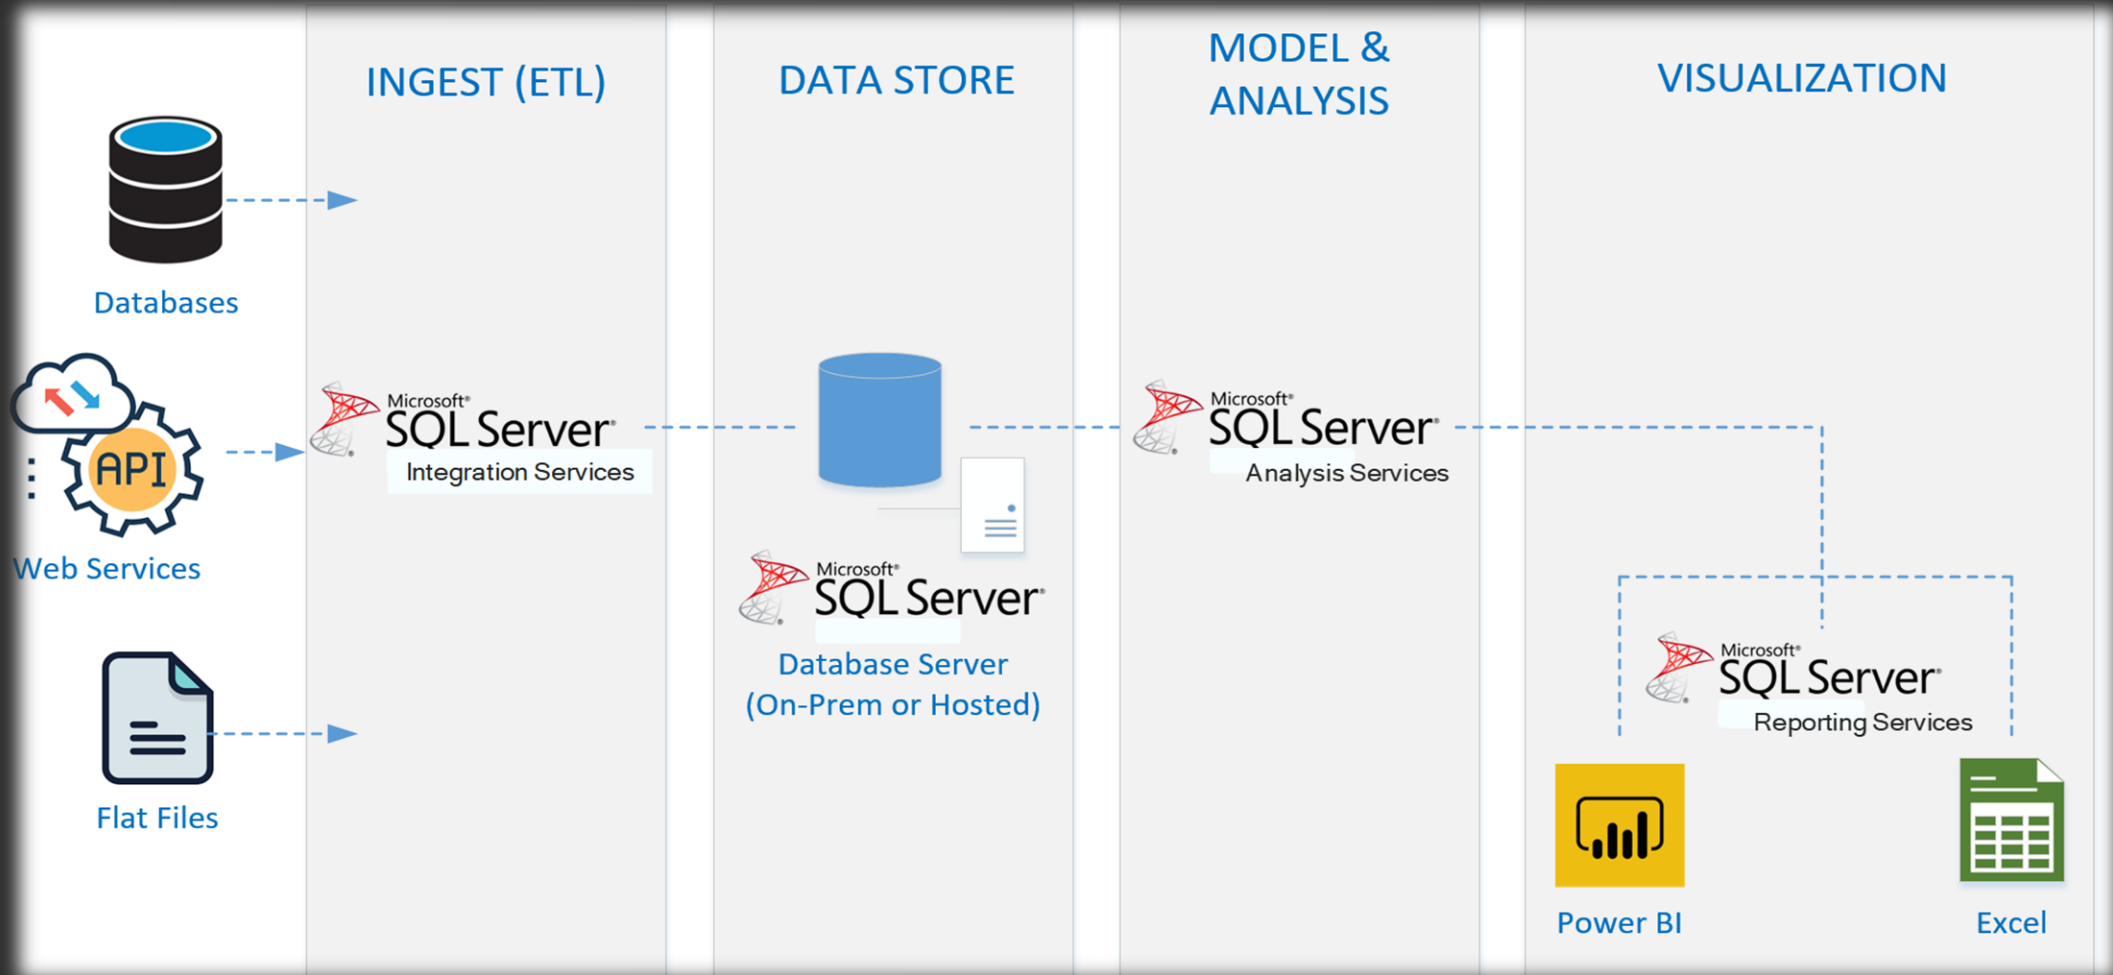 INGEST (ETL)
DATA STORE
MODEL &
ANALYSIS
VISUALIZATION
Databases
API
Web Services
Flat Files
Microsoft®
SQL Server®
Integration Services
Microsoft®
SQL Server®
Database Server
(On-Prem or Hosted)
Microsoft®
SQL Server®
Analysis Services
Microsoft®
SQL Server®
Reporting Services
Power BI
Excel